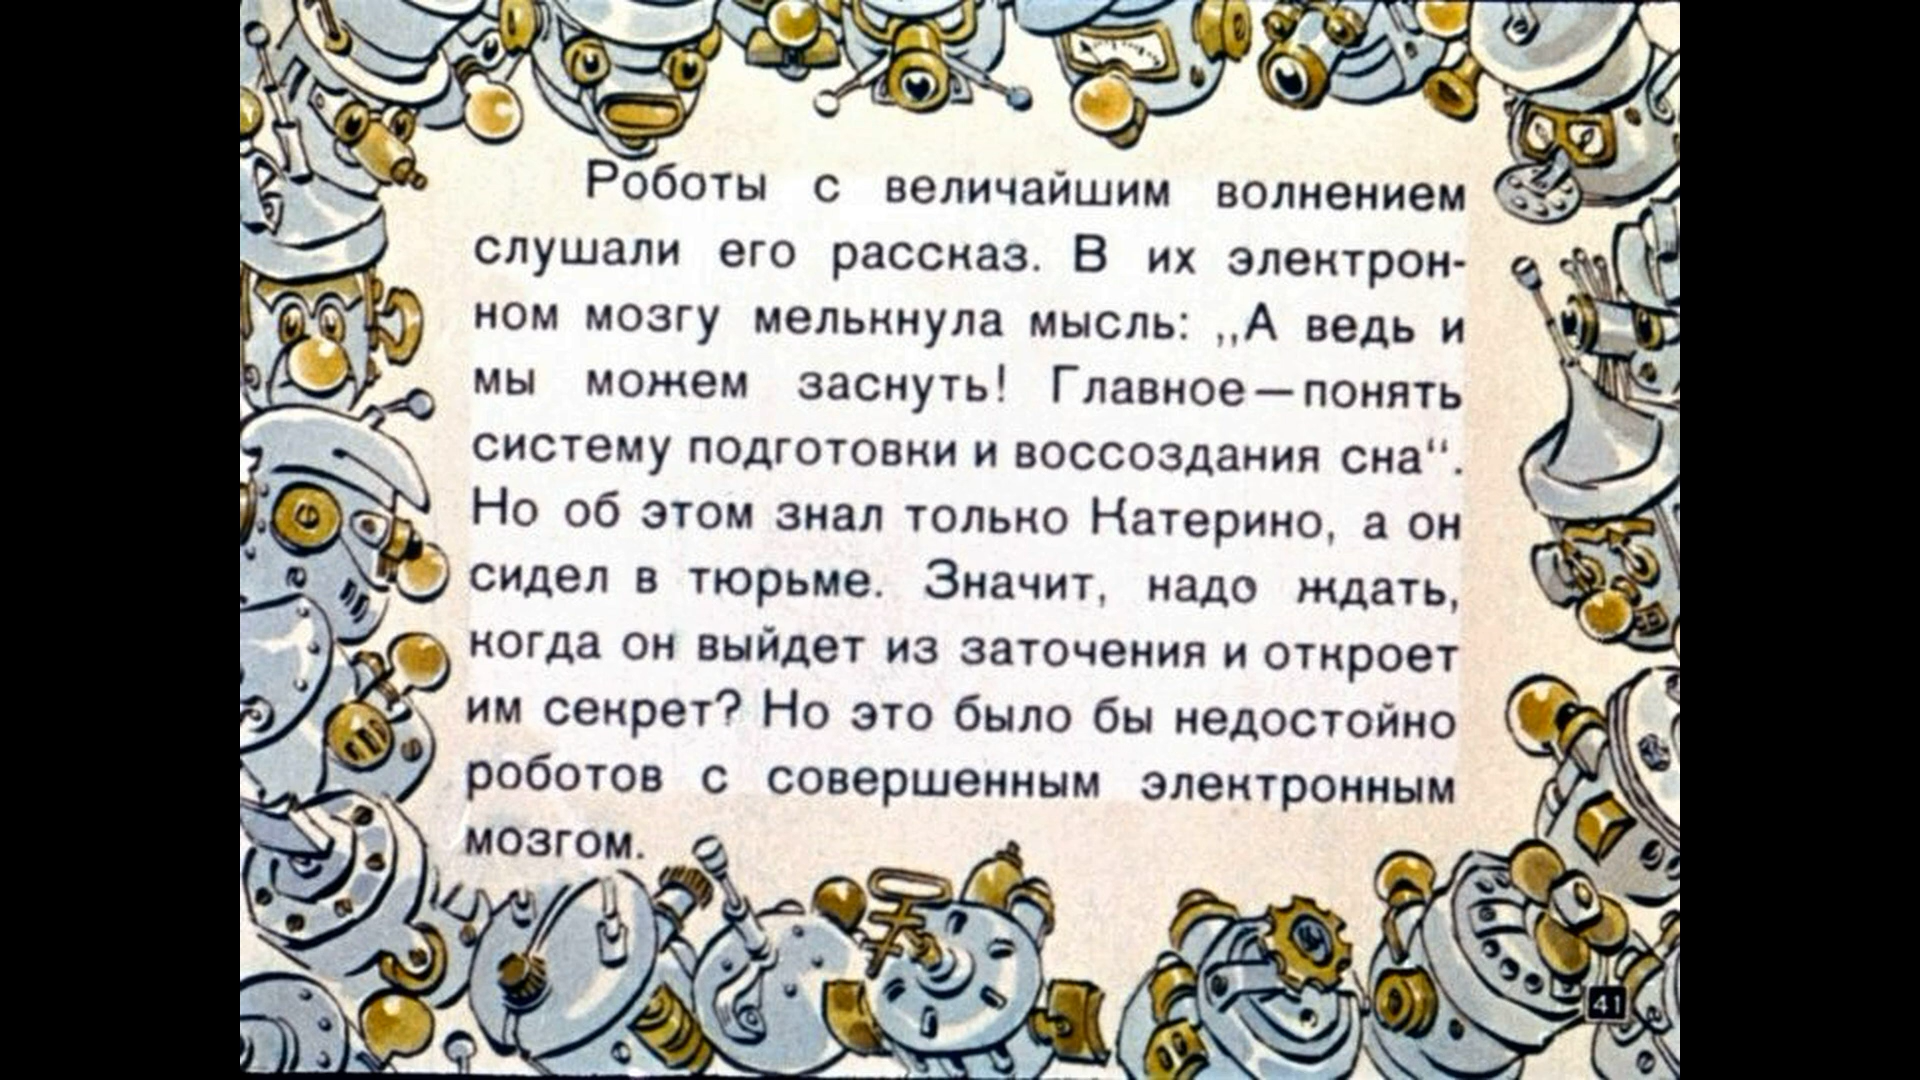 Роботы с величайшим волнением
слушали его рассказ. В их электрон-
ном мозгу мелькнула мысль: „А ведь и
мы можем заснуть! Главное—понять
систему подготовки и воссоздания сна“.
Но об этом знал только Катерино, а он
сидел в тюрьме. Значит, надо ждать,
когда он выйдет из заточения и откроет
им секрет? Но это было бы недостойно
роботов с совершенным электронным
мозгом.
41